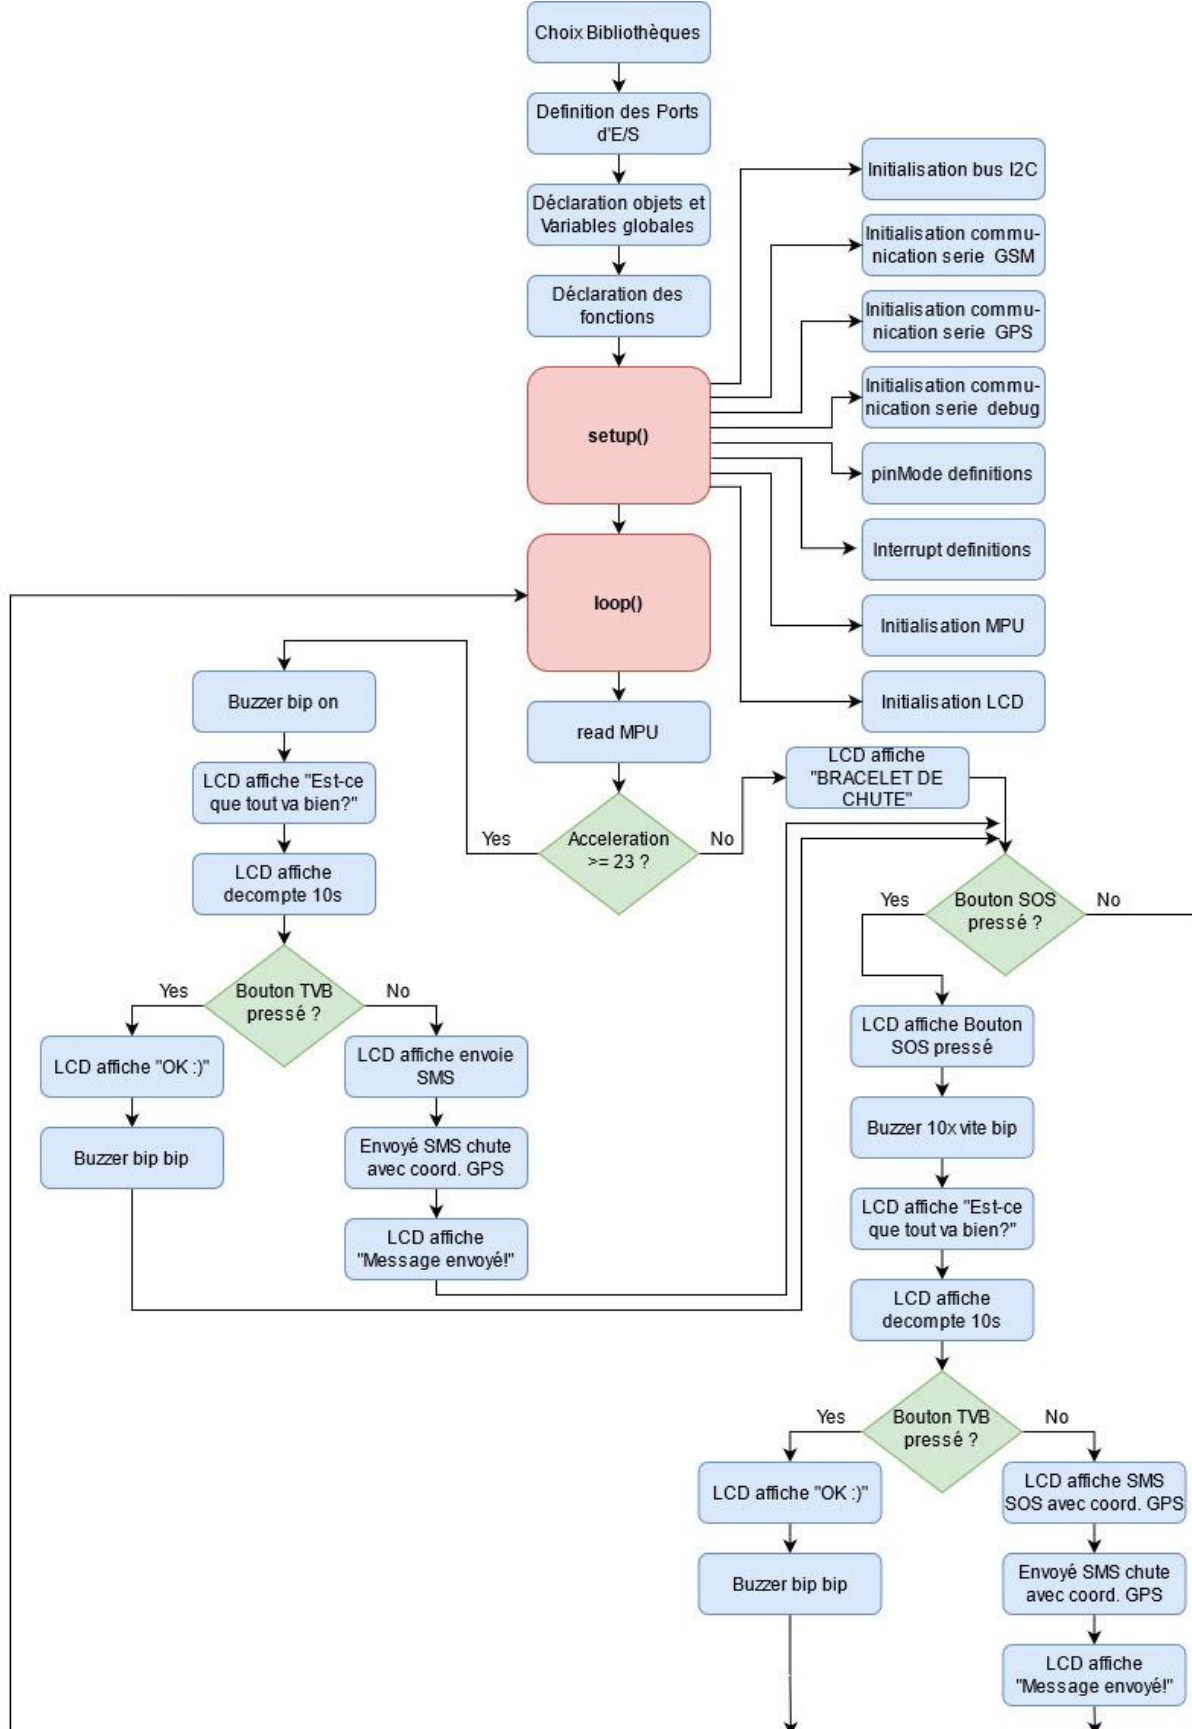 Choix Bibliothèques
Definition des Ports
d'E/S
Déclaration objets et
Variables globales
Déclaration des
fonctions
setup()
Initialisation bus I2C
Initialisation commu-
nication serie GSM
Initialisation commu-
nication serie GPS
Initialisation commu-
nication serie debug
pinMode definitions
Interrupt definitions
Initialisation MPU
Initialisation LCD
loop()
read MPU
Acceleration
>= 23 ?
Yes
No
Buzzer bip on
LCD affiche "Est-ce
que tout va bien?"
LCD affiche
decompte 10s
Bouton TVB
pressé ?
Yes
No
LCD affiche "OK :)"
Buzzer bip bip
LCD affiche envoie
SMS
Envoyé SMS chute
avec coord. GPS
LCD affiche
"Message envoyé!"
LCD affiche
"BRACELET DE
CHUTE"
Bouton SOS
pressé ?
Yes
No
LCD affiche Bouton
SOS pressé
Buzzer 10x vite bip
LCD affiche "Est-ce
que tout va bien?"
LCD affiche
decompte 10s
Bouton TVB
pressé ?
Yes
No
LCD affiche "OK :)"
Buzzer bip bip
LCD affiche SMS
SOS avec coord. GPS
Envoyé SMS chute
avec coord. GPS
LCD affiche
"Message envoyé!"